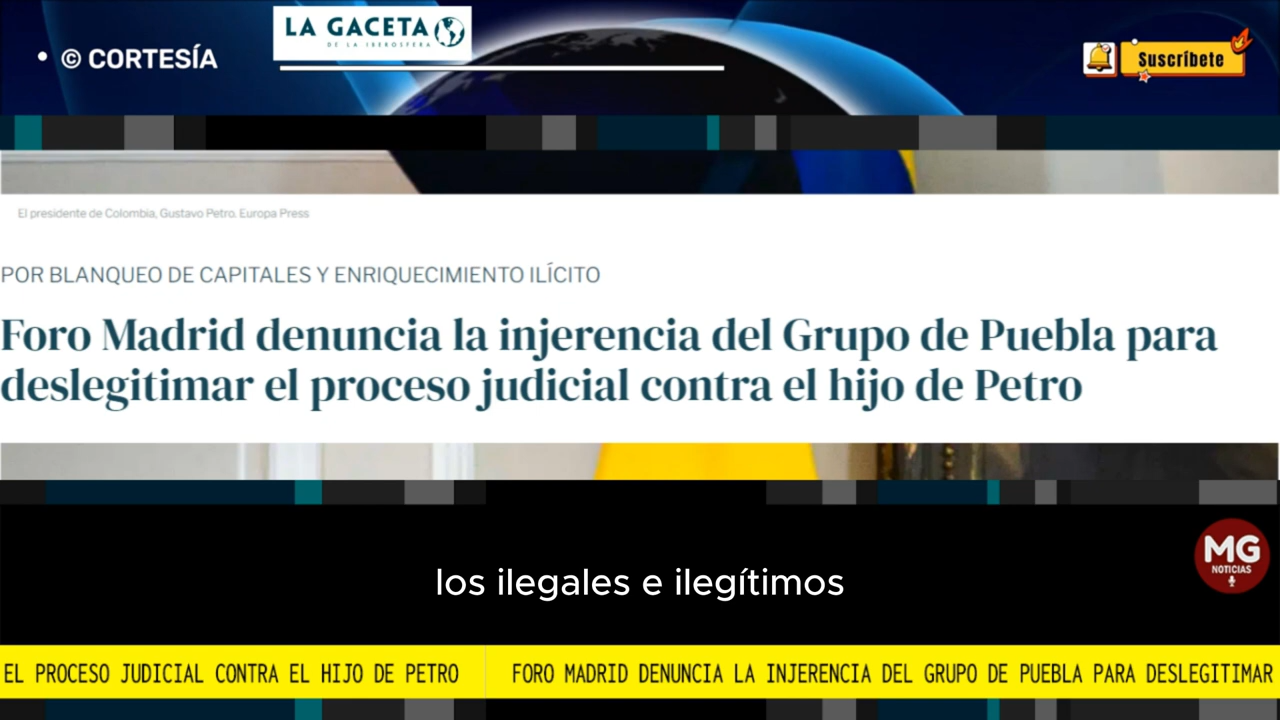 • © CORTESÍA
LA GACETA
DE LA IBEROSFERA
Suscríbete
El presidente de Colombia, Gustavo Petro. Europa Press
POR BLANQUEO DE CAPITALES Y ENRIQUECIMIENTO ILÍCITO
Foro Madrid denuncia la injerencia del Grupo de Puebla para
deslegitimar el proceso judicial contra el hijo de Petro
MG
NOTICIAS
los ilegales e ilegítimos
EL PROCESO JUDICIAL CONTRA EL HIJO DE PETRO
FORO MADRID DENUNCIA LA INJERENCIA DEL GRUPO DE PUEBLA PARA DESLEGITIMAR